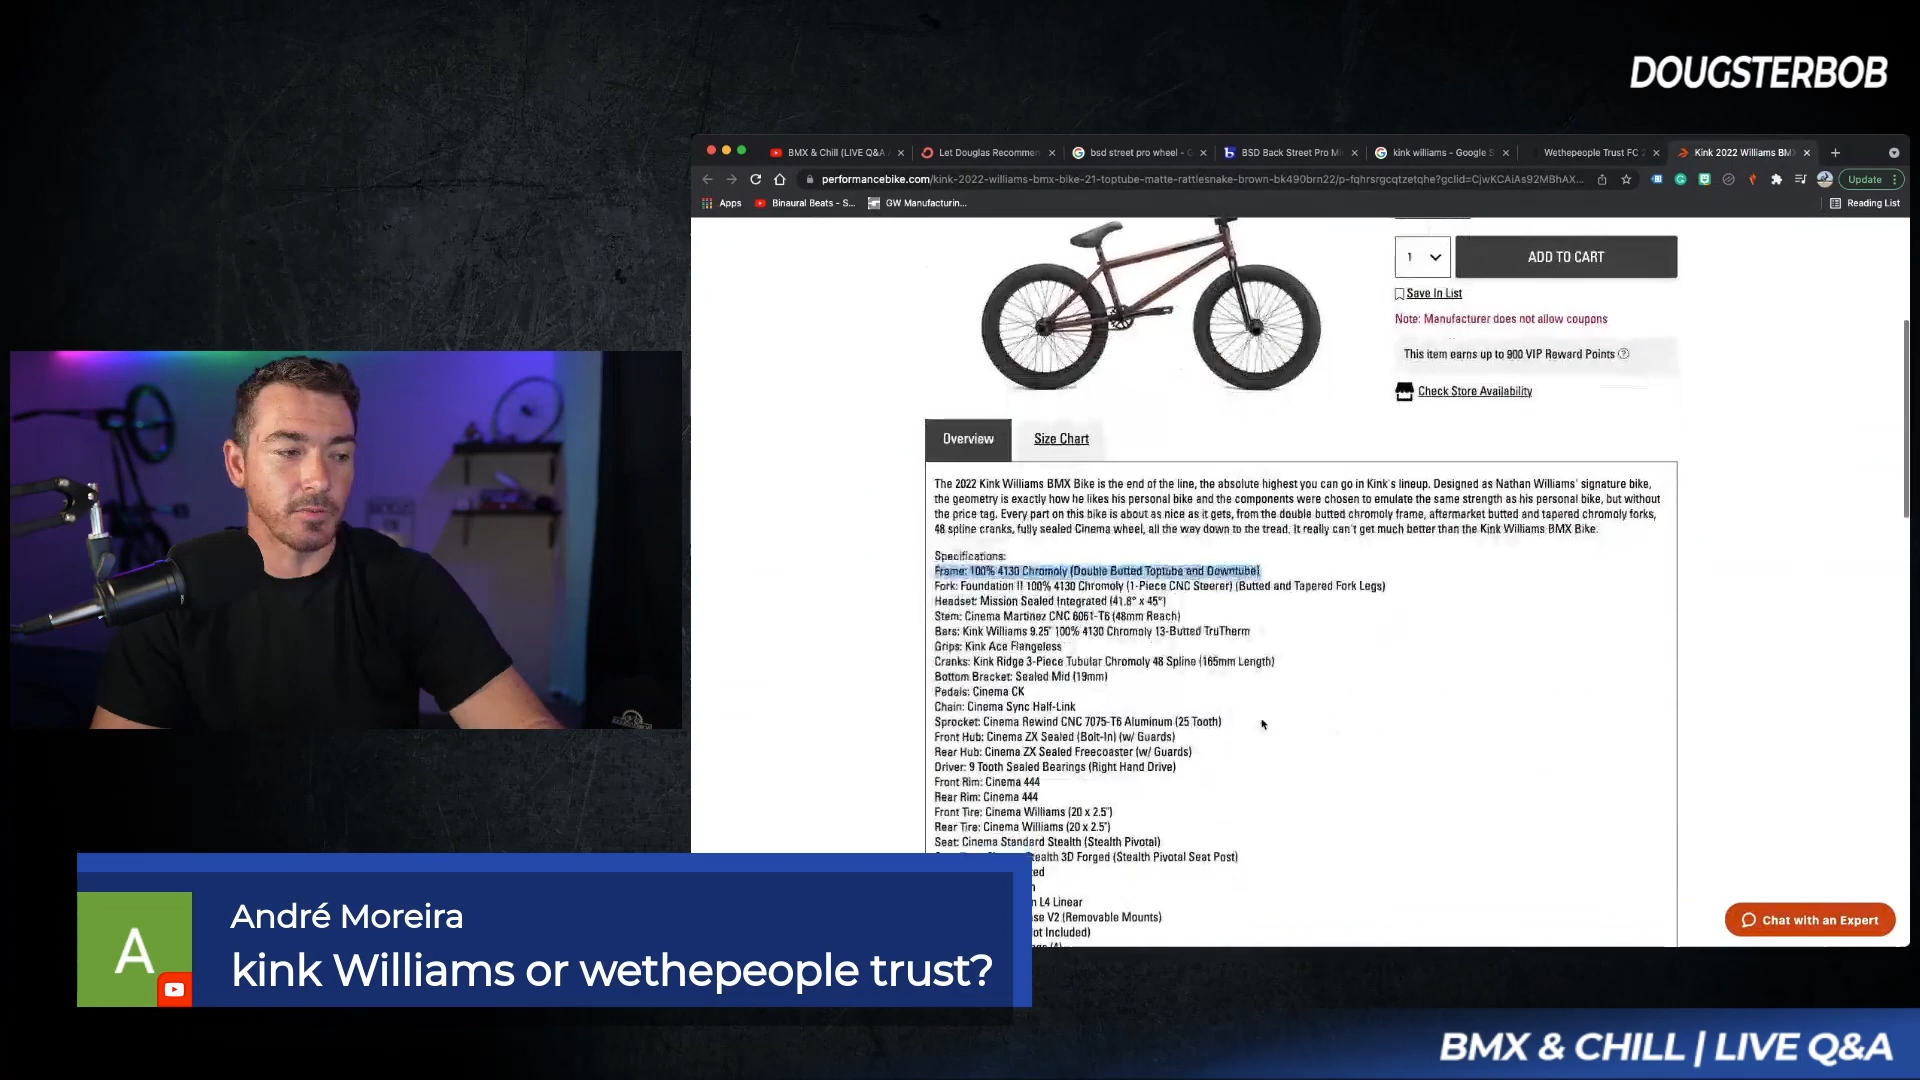 DOUGSTERBOB
BMX & Chill (LIVE Q&A
Let Douglas Recommen
bsd street pro wheel - G
BSD Back Street Pro Mi
kink williams - Google S
Wethepeople Trust FC 2
Kink 2022 Williams BM
performancebike.com/kink-2022-williams-bmx-bike-21-toptube-matte-rattlesnake-brown-bk490brn22/p-fqhrsrgcqtzetqhe?gclid=CjwKCAiAs92MBhAX...
Update
Apps
Binaural Beats - S...
GW Manufacturin...
Reading List
1
ADD TO CART
Save In List
Note: Manufacturer does not allow coupons
This item earns up to 900 VIP Reward Points
Check Store Availability
Overview
Size Chart
The 2022 Kink Williams BMX Bike is the end of the line, the absolute highest you can go in Kink's lineup. Designed as Nathan Williams' signature bike,
the geometry is exactly how he likes his personal bike and the components were chosen to emulate the same strength as his personal bike, but without
the price tag. Every part on this bike is about as nice as it gets, from the double butted chromoly frame, aftermarket butted and tapered chromoly forks,
48 spline cranks, fully sealed Cinema wheel, all the way down to the tread. It really can't get much better than the Kink Williams BMX Bike.
Specifications:
Frame: 100% 4130 Chromoly (Double Butted Toptube and Downtube)
Fork: Foundation II 100% 4130 Chromoly (1-Piece CNC Steerer) (Butted and Tapered Fork Legs)
Headset: Mission Sealed Integrated (41.8° x 45°)
Stem: Cinema Martinez CNC 6061-T6 (48mm Reach)
Bars: Kink Williams 9.25" 100% 4130 Chromoly 13-Butted TruTherm
Grips: Kink Ace Flangeless
Cranks: Kink Ridge 3-Piece Tubular Chromoly 48 Spline (165mm Length)
Bottom Bracket: Sealed Mid (19mm)
Pedals: Cinema CK
Chain: Cinema Sync Half-Link
Sprocket: Cinema Rewind CNC 7075-T6 Aluminum (25 Tooth)
Front Hub: Cinema ZX Sealed (Bolt-In) (w/ Guards)
Rear Hub: Cinema ZX Sealed Freecoaster (w/ Guards)
Driver: 9 Tooth Sealed Bearings (Right Hand Drive)
Front Rim: Cinema 444
Rear Rim: Cinema 444
Front Tire: Cinema Williams (20 x 2.5")
Rear Tire: Cinema Williams (20 x 2.5")
Seat: Cinema Standard Stealth (Stealth Pivotal)
tealth 3D Forged (Stealth Pivotal Seat Post)
ted
n
n L4 Linear
se V2 (Removable Mounts)
ot Included)
Chat with an Expert
A
André Moreira
kink Williams or wethepeople trust?
BMX & CHILL | LIVE Q&A